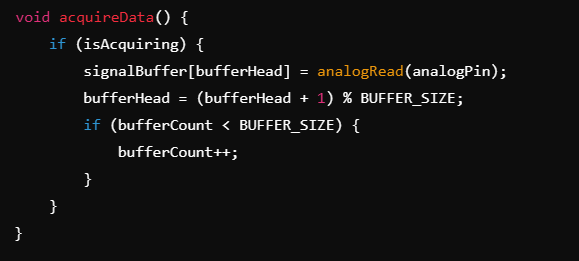 void acquireData() {
    if (isAcquiring) {
        signalBuffer[bufferHead] = analogRead(analogPin);
        bufferHead = (bufferHead + 1) % BUFFER_SIZE;
        if (bufferCount < BUFFER_SIZE) {
            bufferCount++;
        }
    }
}